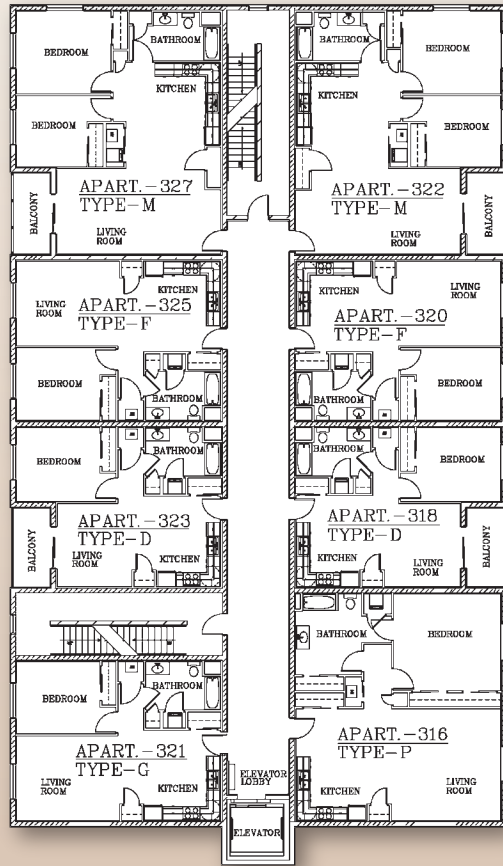 BEDROOM
BATHROOM
KITCHEN
BEDROOM
APART.-327
TYPE-M
BALCONY
LIVING
ROOM
BATHROOM
BEDROOM
KITCHEN
BEDROOM
APART.-322
TYPE-M
LIVING
ROOM
BALCONY
KITCHEN
LIVING
ROOM
APART.-325
TYPE-F
BEDROOM
BATHROOM
KITCHEN
LIVING
ROOM
APART.-320
TYPE-F
BEDROOM
BATHROOM
BEDROOM
BATHROOM
APART.-323
TYPE-D
BALCONY
LIVING
ROOM
KITCHEN
BATHROOM
BEDROOM
APART.-318
TYPE-D
KITCHEN
LIVING
ROOM
BALCONY
BATHROOM
BEDROOM
APART.-321
TYPE-G
LIVING
ROOM
KITCHEN
BATHROOM
BEDROOM
APART.-316
TYPE-P
KITCHEN
LIVING
ROOM
ELEVATOR
LOBBY
ELEVATOR